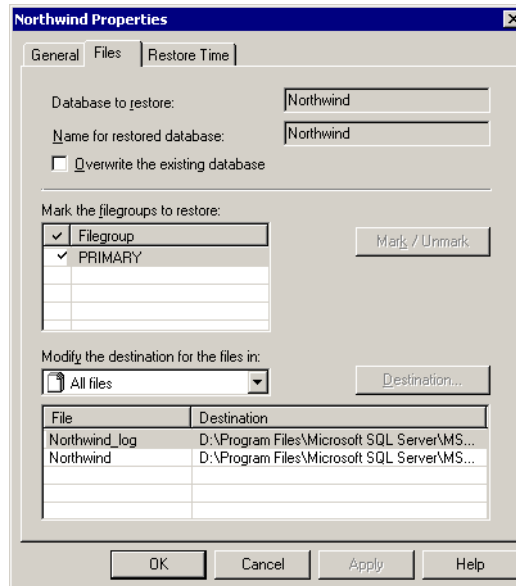 Northwind Properties
General Files Restore Time
Database to restore: Northwind
Name for restored database: Northwind
Overwrite the existing database
Mark the filegroups to restore:
Filegroup
Mark / Unmark
PRIMARY
Modify the destination for the files in:
All files
Destination...
File Destination
Northwind_log D:\Program Files\Microsoft SQL Server\MS...
Northwind D:\Program Files\Microsoft SQL Server\MS...
OK Cancel Apply Help